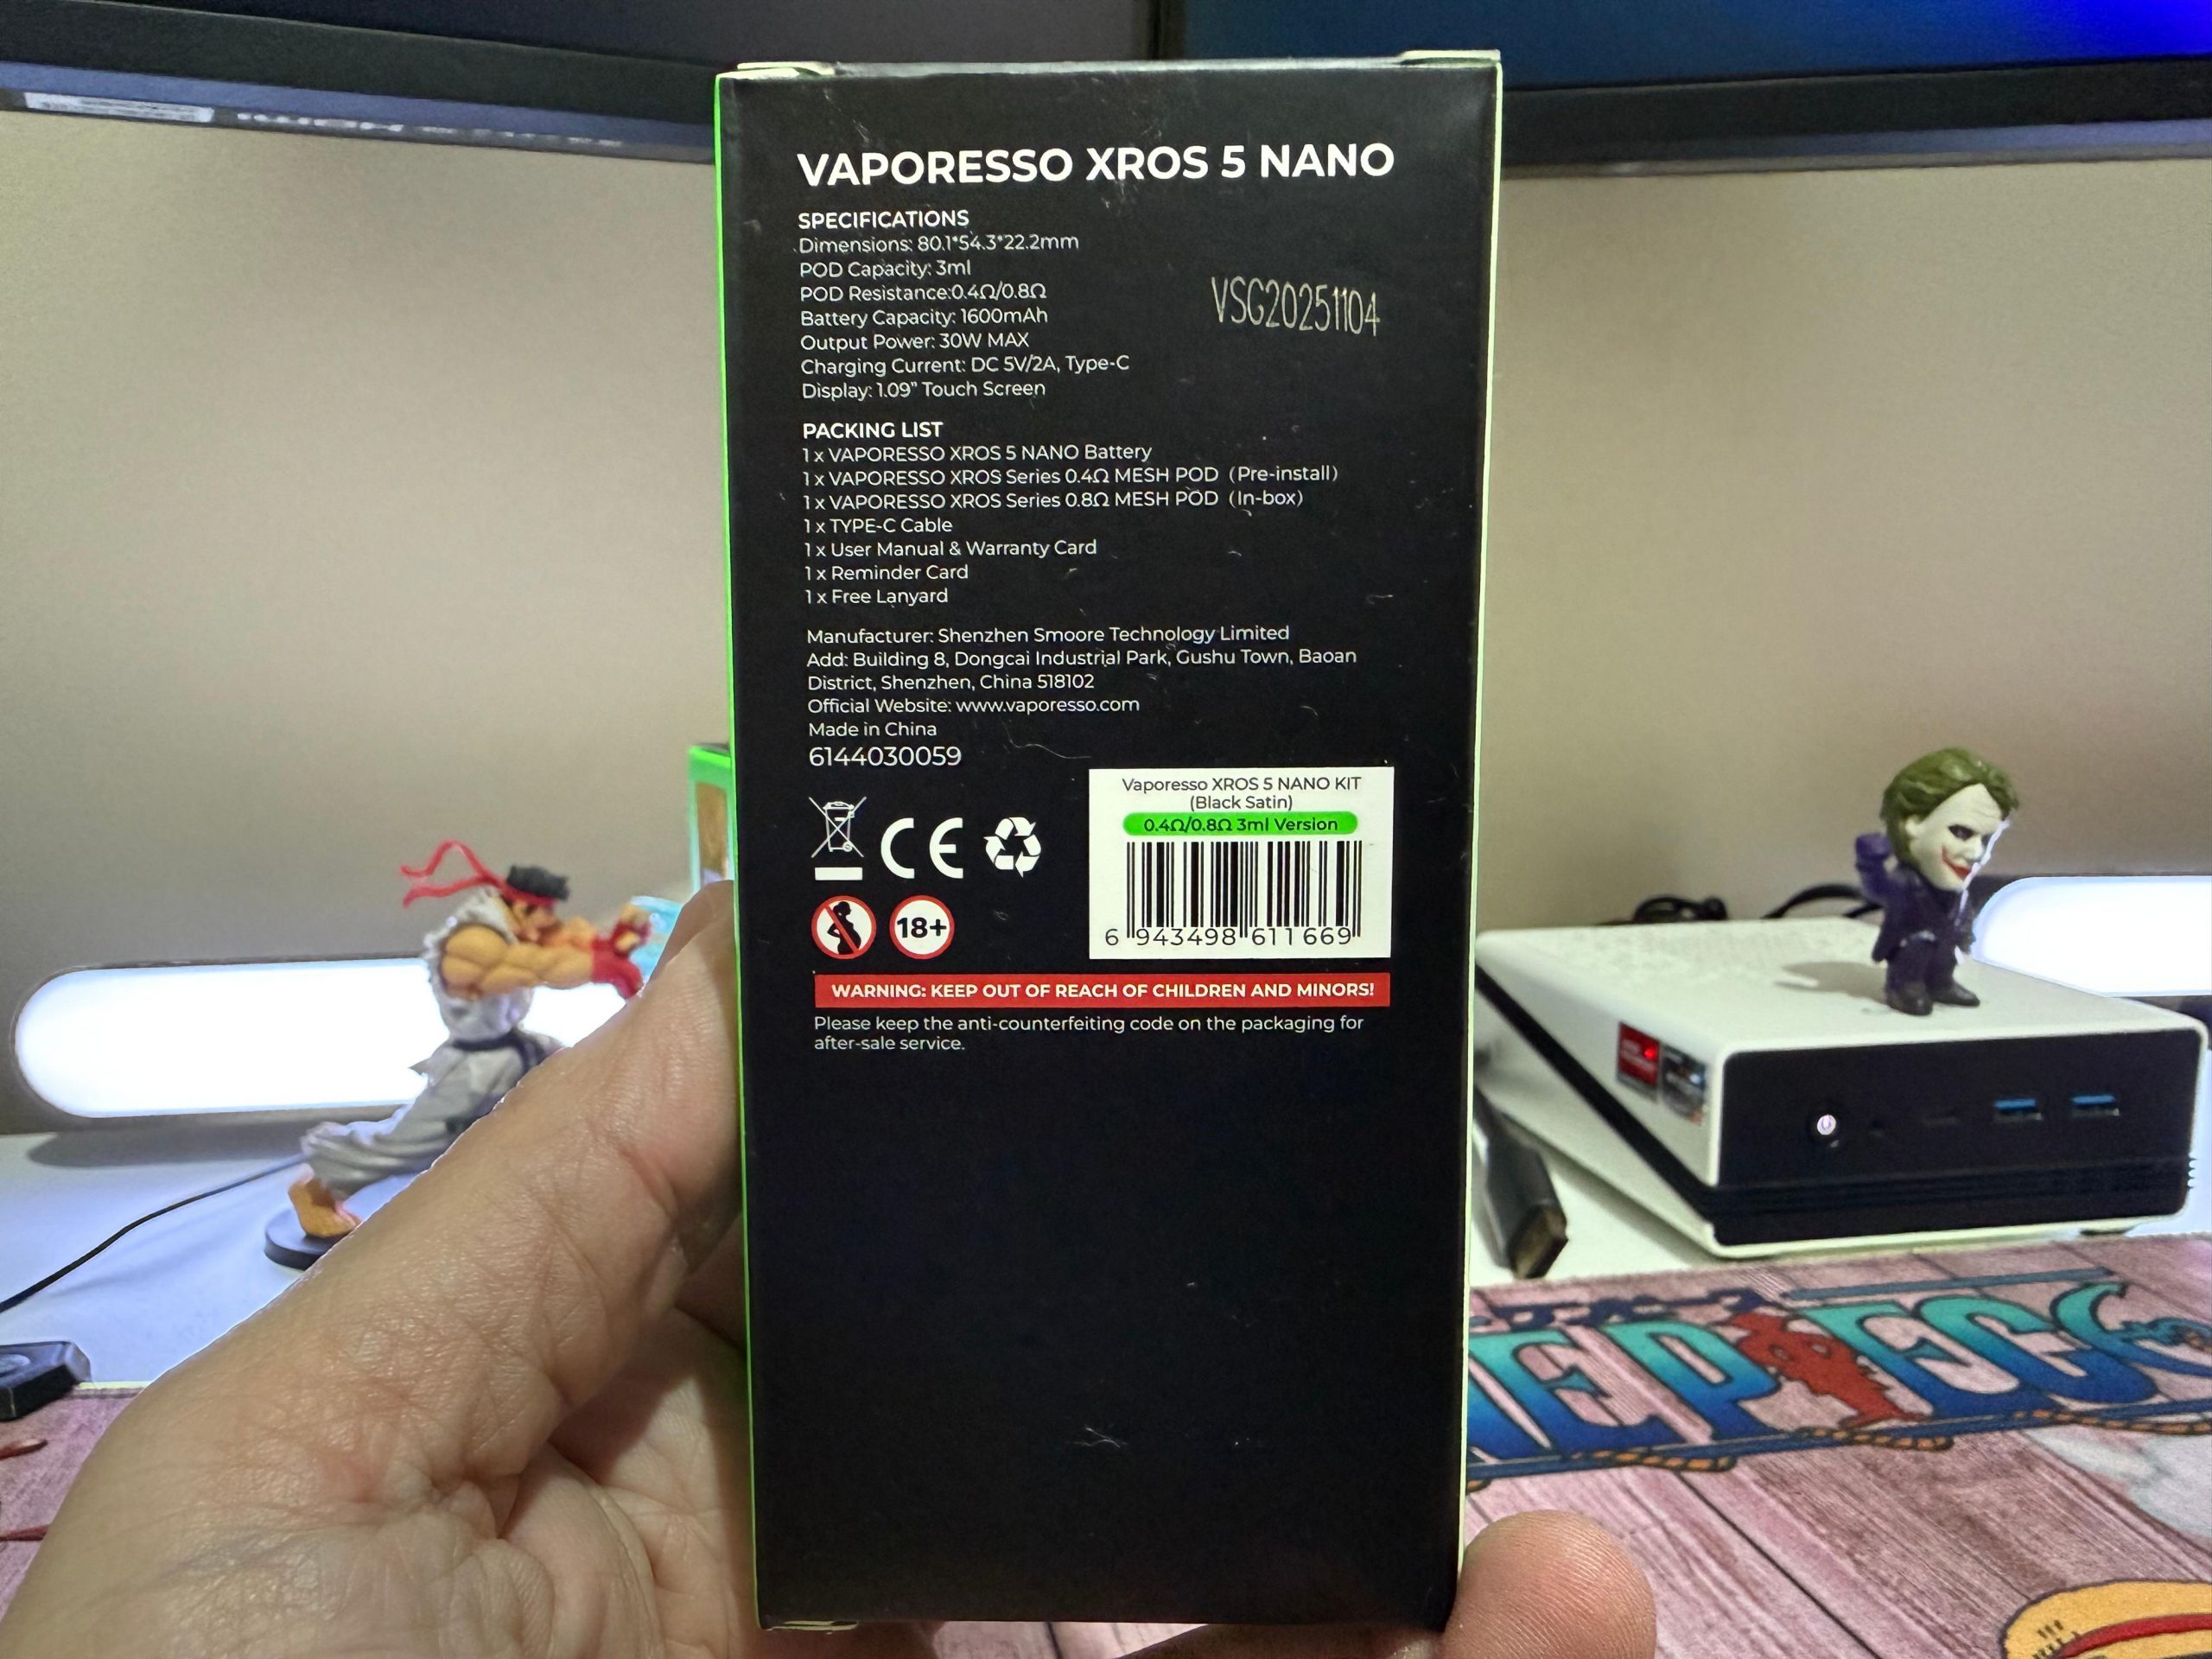 VAPORESSO XROS 5 NANO
SPECIFICATIONS
Dimensions: 80.1*54.3*22.2mm
POD Capacity: 3ml
POD Resistance:0.4Ω/0.8Ω
Battery Capacity: 1600mAh
Output Power: 30W MAX
Charging Current: DC 5V/2A, Type-C
Display: 1.09” Touch Screen
VSG20251104
PACKING LIST
1 x VAPORESSO XROS 5 NANO Battery
1 x VAPORESSO XROS Series 0.4Ω MESH POD（Pre-install）
1 x VAPORESSO XROS Series 0.8Ω MESH POD（In-box）
1 x TYPE-C Cable
1 x User Manual & Warranty Card
1 x Reminder Card
1 x Free Lanyard
Manufacturer: Shenzhen Smoore Technology Limited
Add: Building 8, Dongcai Industrial Park, Gushu Town, Baoan
District, Shenzhen, China 518102
Official Website: www.vaporesso.com
Made in China
6144030059
CE
18+
Vaporesso XROS 5 NANO KIT
(Black Satin)
0.4Ω/0.8Ω 3ml Version
6 943498 611669
WARNING: KEEP OUT OF REACH OF CHILDREN AND MINORS!
Please keep the anti-counterfeiting code on the packaging for
after-sale service.
EPIECE